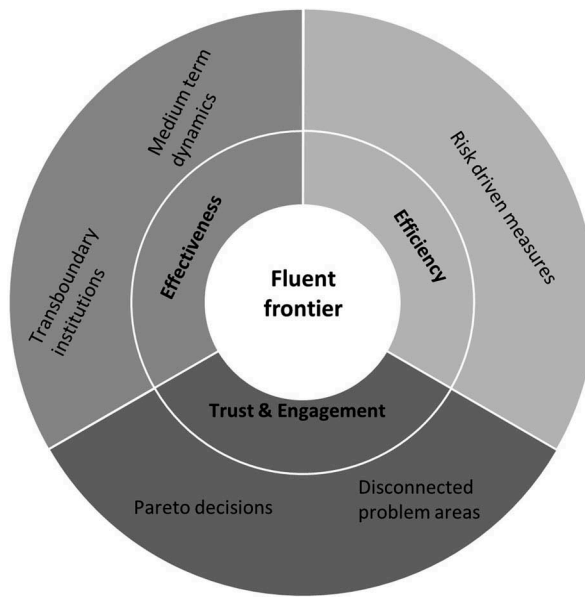 Medium term
dynamics
Transboundary
institutions
Effectiveness
Risk driven measures
Efficiency
Fluent
frontier
Trust & Engagement
Pareto decisions
Disconnected
problem areas